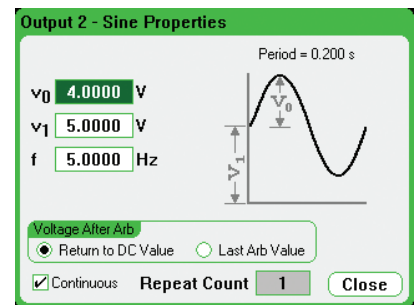 Output 2 - Sine Properties
Period = 0.200 s
v0 4.0000 V
v1 5.0000 V
f 5.0000 Hz
V0
V1
Voltage After Arb
Return to DC Value Last Arb Value
Continuous Repeat Count 1 Close